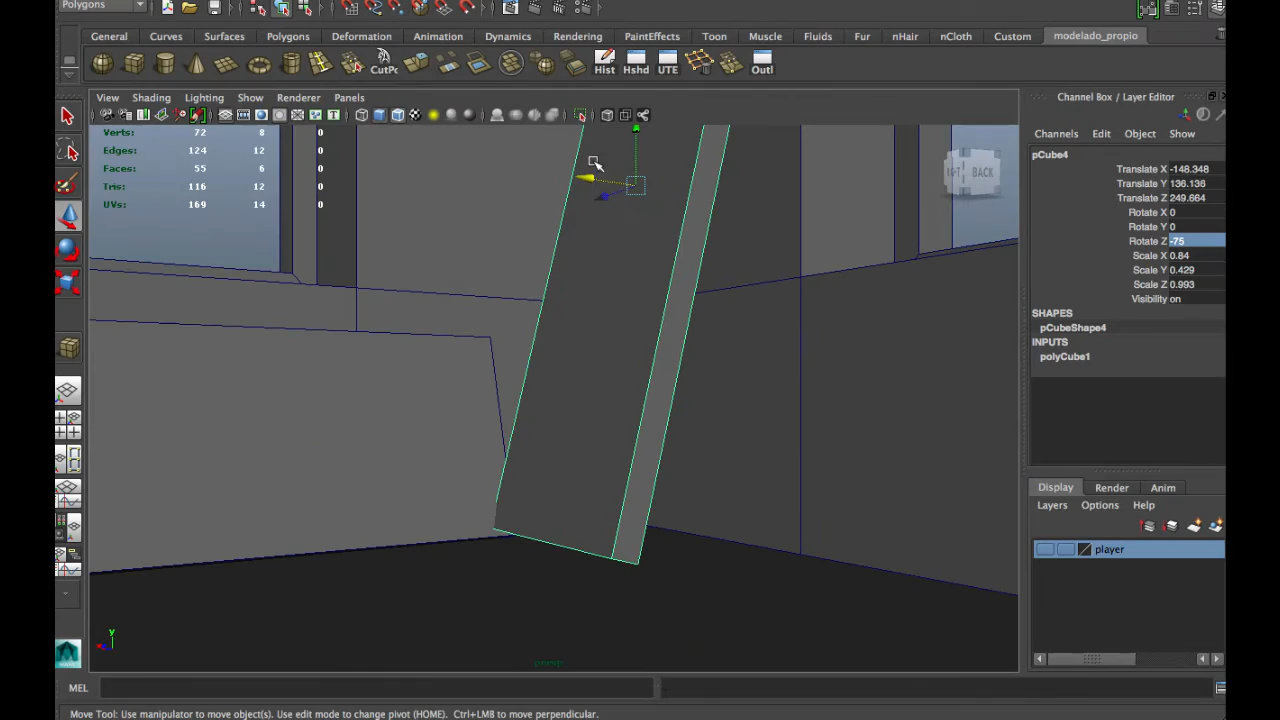 Polygons
General Curves Surfaces Polygons Deformation Animation Dynamics Rendering PaintEffects Toon Muscle Fluids Fur nHair nCloth Custom modelado_propio
CutPc Hist Hshd UTE Outl
View Shading Lighting Show Renderer Panels
Verts: 72 8 0
Edges: 124 12 0
Faces: 55 6 0
Tris: 116 12 0
UVs: 169 14 0
BACK
y
MEL
Move Tool: Use manipulator to move object(s). Use edit mode to change pivot (HOME). Ctrl+LMB to move perpendicular.
Channel Box / Layer Editor
Channels Edit Object Show
pCube4
Translate X -148.348
Translate Y 136.136
Translate Z 249.664
Rotate X 0
Rotate Y 0
Rotate Z -75
Scale X 0.84
Scale Y 0.429
Scale Z 0.993
Visibility on
SHAPES
pCubeShape4
INPUTS
polyCube1
Display Render Anim
Layers Options Help
player